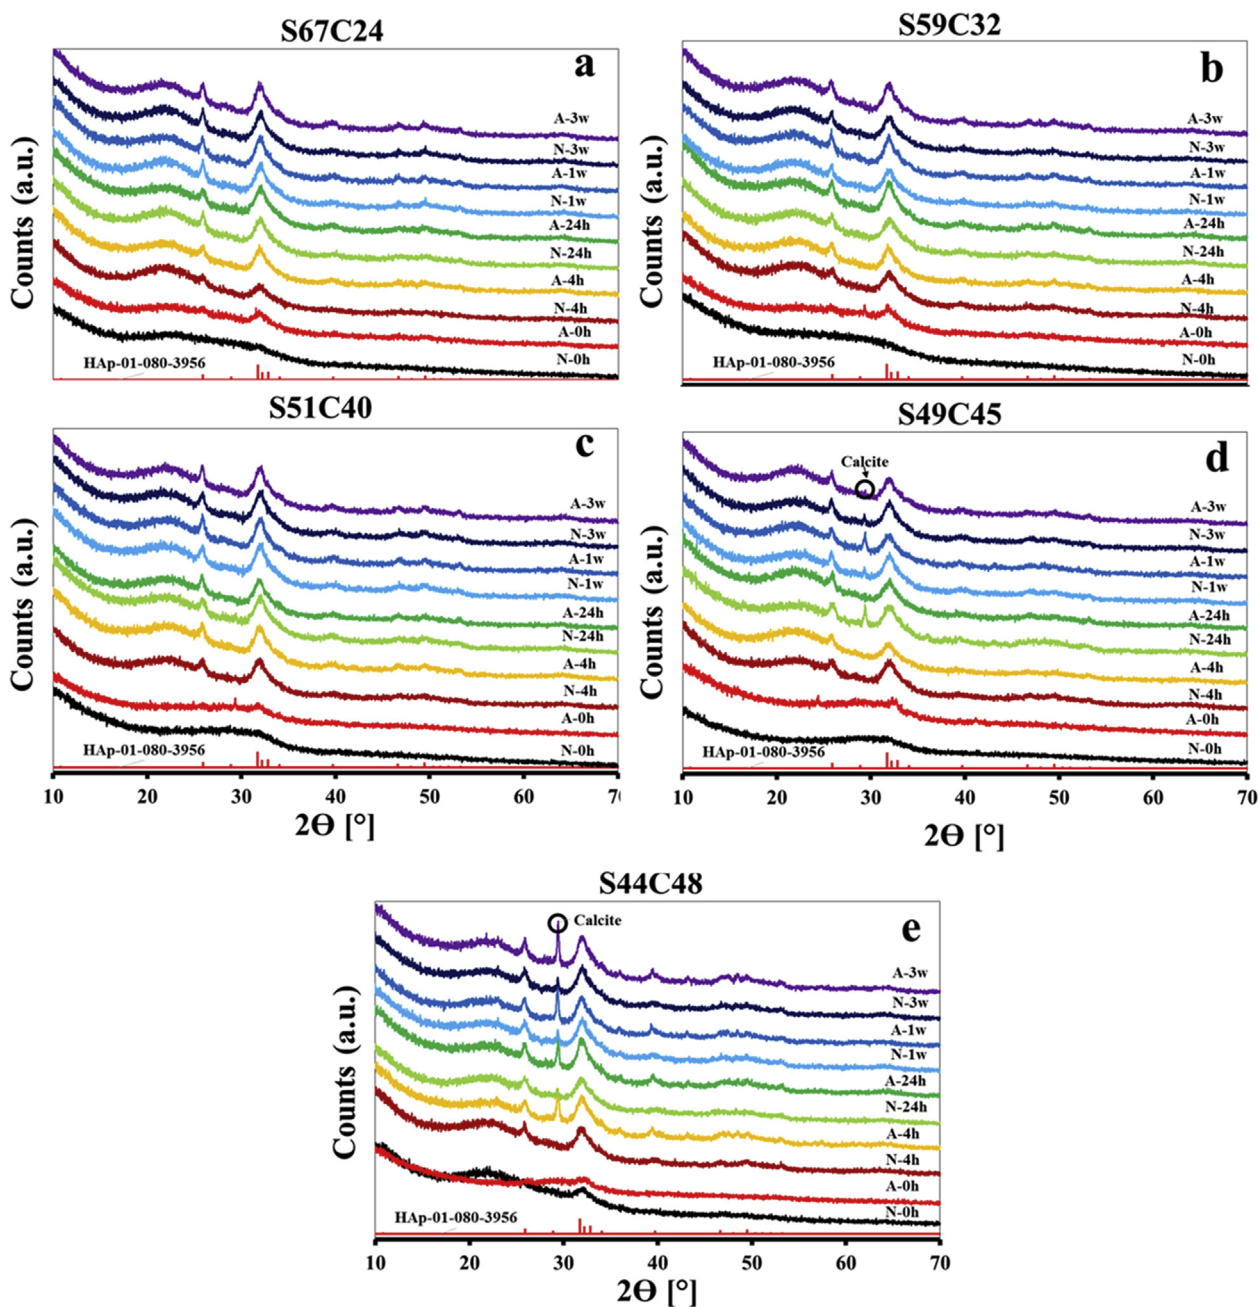 S67C24
a
Counts (a.u.)
A-3w
N-3w
A-1w
N-1w
A-24h
N-24h
A-4h
N-4h
A-0h
N-0h
HAp-01-080-3956
S59C32
b
Counts (a.u.)
A-3w
N-3w
A-1w
N-1w
A-24h
N-24h
A-4h
N-4h
A-0h
N-0h
HAp-01-080-3956
S51C40
c
Counts (a.u.)
A-3w
N-3w
A-1w
N-1w
A-24h
N-24h
A-4h
N-4h
A-0h
N-0h
HAp-01-080-3956
10 20 30 40 50 60 70
2Θ [°]
S49C45
d
Calcite
Counts (a.u.)
A-3w
N-3w
A-1w
N-1w
A-24h
N-24h
A-4h
N-4h
A-0h
N-0h
HAp-01-080-3956
10 20 30 40 50 60 70
2Θ [°]
S44C48
e
Calcite
Counts (a.u.)
A-3w
N-3w
A-1w
N-1w
A-24h
N-24h
A-4h
N-4h
A-0h
N-0h
HAp-01-080-3956
10 20 30 40 50 60 70
2Θ [°]